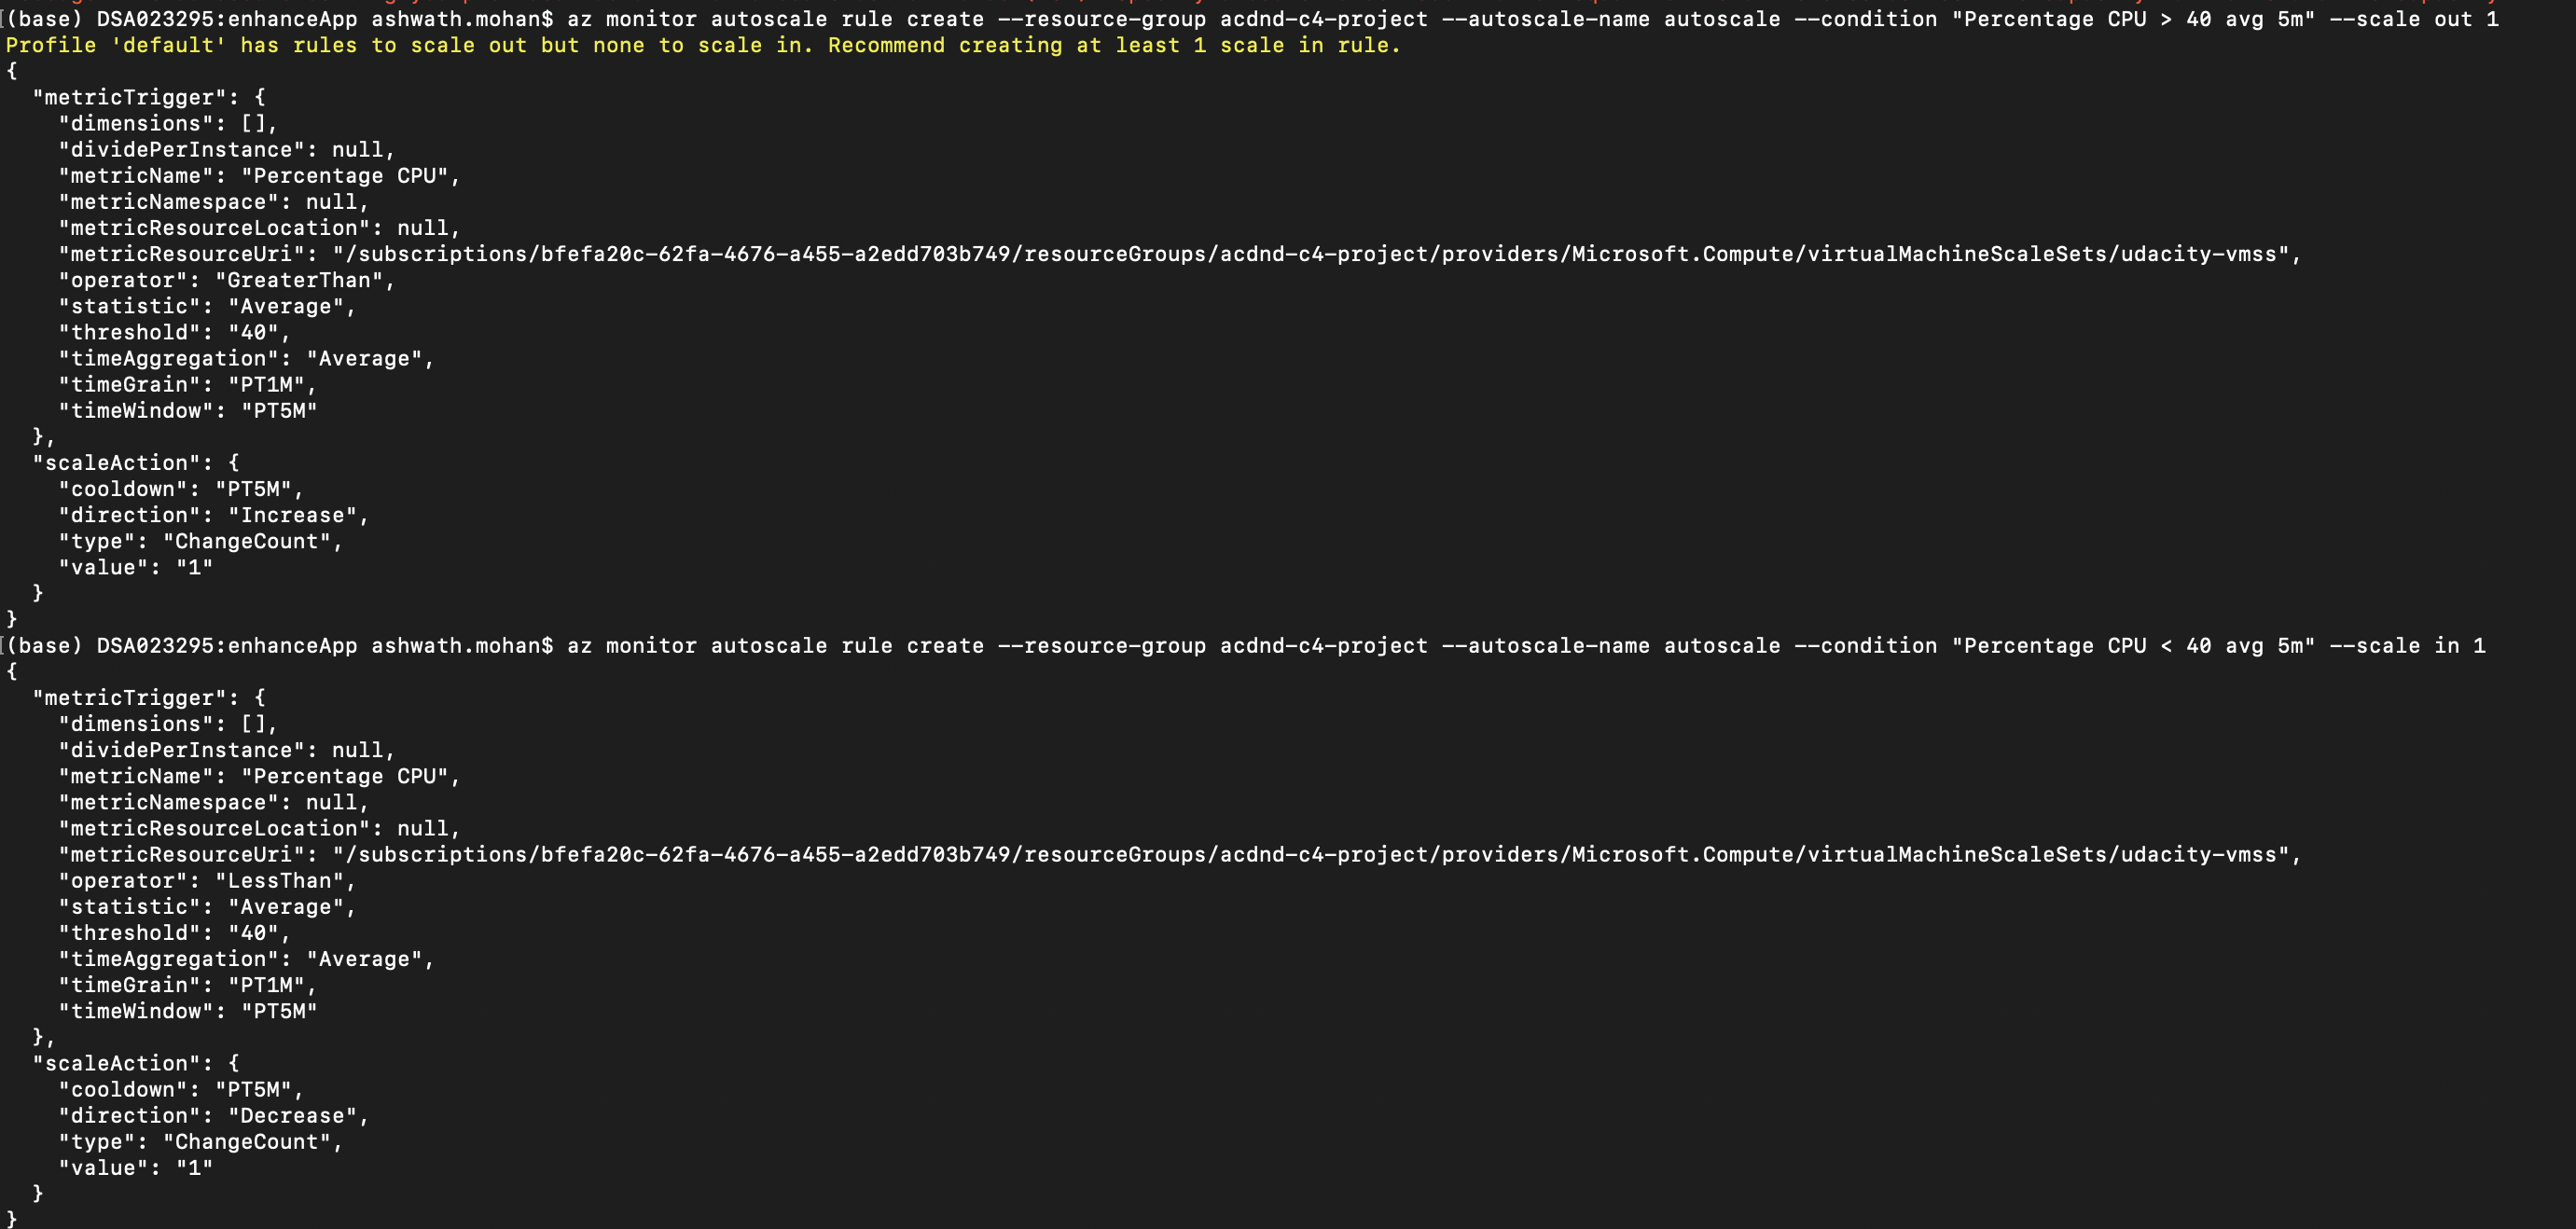 (base) DSA023295:enhanceApp ashwath.mohan$ az monitor autoscale rule create --resource-group acdnd-c4-project --autoscale-name autoscale --condition "Percentage CPU > 40 avg 5m" --scale out 1
Profile 'default' has rules to scale out but none to scale in. Recommend creating at least 1 scale in rule.
{
  "metricTrigger": {
    "dimensions": [],
    "dividePerInstance": null,
    "metricName": "Percentage CPU",
    "metricNamespace": null,
    "metricResourceLocation": null,
    "metricResourceUri": "/subscriptions/bfefa20c-62fa-4676-a455-a2edd703b749/resourceGroups/acdnd-c4-project/providers/Microsoft.Compute/virtualMachineScaleSets/udacity-vmss",
    "operator": "GreaterThan",
    "statistic": "Average",
    "threshold": "40",
    "timeAggregation": "Average",
    "timeGrain": "PT1M",
    "timeWindow": "PT5M"
  },
  "scaleAction": {
    "cooldown": "PT5M",
    "direction": "Increase",
    "type": "ChangeCount",
    "value": "1"
  }
}
(base) DSA023295:enhanceApp ashwath.mohan$ az monitor autoscale rule create --resource-group acdnd-c4-project --autoscale-name autoscale --condition "Percentage CPU < 40 avg 5m" --scale in 1
{
  "metricTrigger": {
    "dimensions": [],
    "dividePerInstance": null,
    "metricName": "Percentage CPU",
    "metricNamespace": null,
    "metricResourceLocation": null,
    "metricResourceUri": "/subscriptions/bfefa20c-62fa-4676-a455-a2edd703b749/resourceGroups/acdnd-c4-project/providers/Microsoft.Compute/virtualMachineScaleSets/udacity-vmss",
    "operator": "LessThan",
    "statistic": "Average",
    "threshold": "40",
    "timeAggregation": "Average",
    "timeGrain": "PT1M",
    "timeWindow": "PT5M"
  },
  "scaleAction": {
    "cooldown": "PT5M",
    "direction": "Decrease",
    "type": "ChangeCount",
    "value": "1"
  }
}